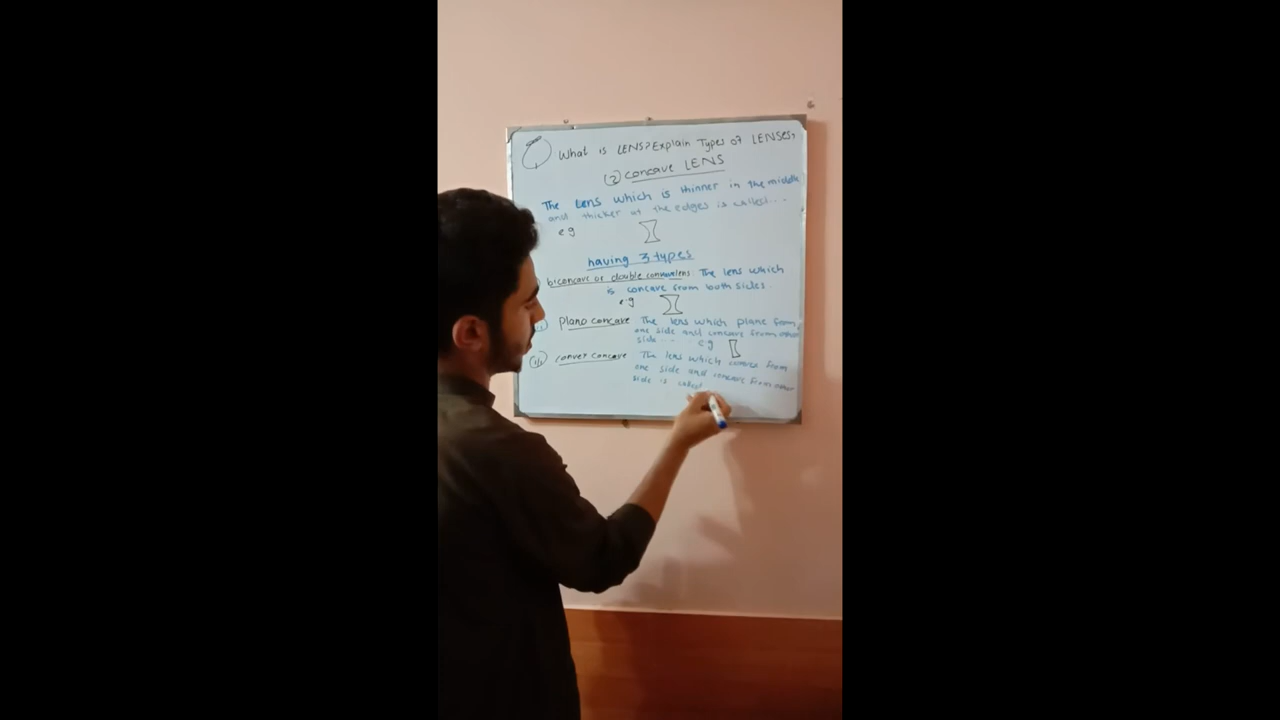 What is LENS? Explain Types of LENSES,
(2) concave LENS
The Lens which is thinner in the middle
and thicker at the edges is called...
e g
having 3 types
biconcave or double lens: The lens which
is concave from both sides.
e.g
plano concave The lens which plane from
one side and concave from other
side ... e.g
convex concave The lens which convex from
one side and concave from other
side is called